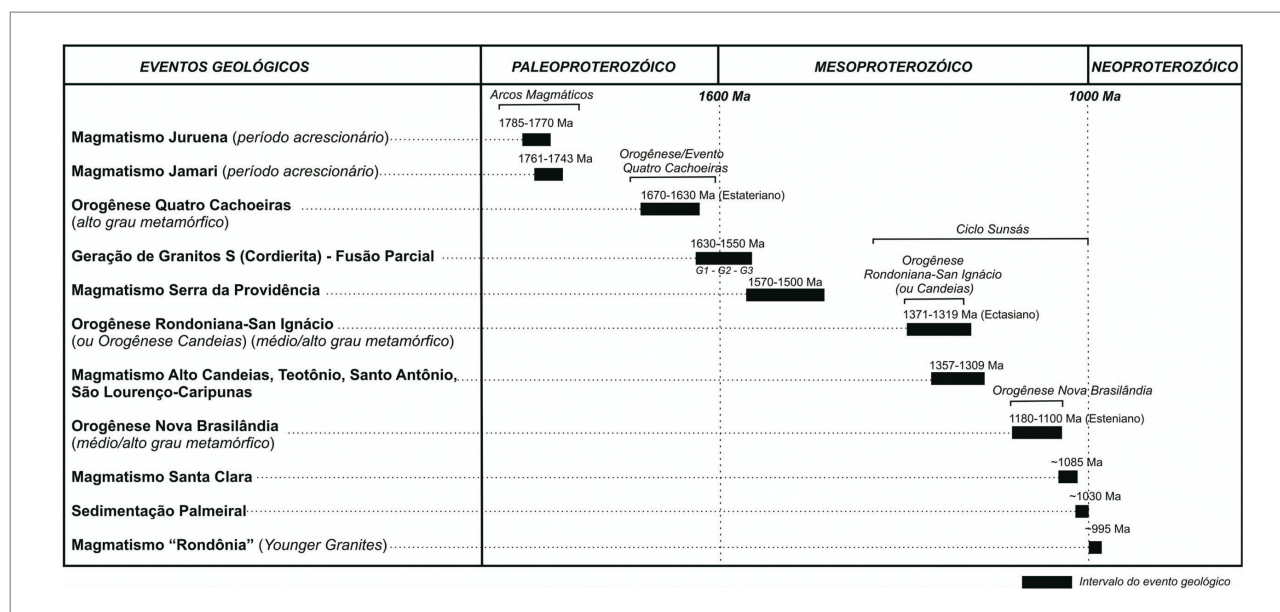 EVENTOS GEOLÓGICOS
PALEOPROTEROZÓICO
MESOPROTEROZÓICO
NEOPROTEROZÓICO
Arcos Magmáticos
1600 Ma
1000 Ma
1785-1770 Ma
Magmatismo Juruena (período acrescionário)
1761-1743 Ma
Magmatismo Jamari (período acrescionário)
Orogênese/Evento
Quatro Cachoeiras
Orogênese Quatro Cachoeiras
(alto grau metamórfico)
1670-1630 Ma (Estateriano)
Ciclo Sunsás
Geração de Granitos S (Cordierita) - Fusão Parcial
1630-1550 Ma
G1 - G2 - G3
Magmatismo Serra da Providência
1570-1500 Ma
Orogênese
Rondoniana-San Ignácio
(ou Candeias)
Orogênese Rondoniana-San Ignácio
(ou Orogênese Candeias) (médio/alto grau metamórfico)
1371-1319 Ma (Ectasiano)
Magmatismo Alto Candeias, Teotônio, Santo Antônio,
São Lourenço-Caripunas
1357-1309 Ma
Orogênese Nova Brasilândia
Orogênese Nova Brasilândia
(médio/alto grau metamórfico)
1180-1100 Ma (Esteniano)
Magmatismo Santa Clara
~1085 Ma
Sedimentação Palmeiral
~1030 Ma
Magmatismo “Rondônia” (Younger Granites)
~995 Ma
Intervalo do evento geológico